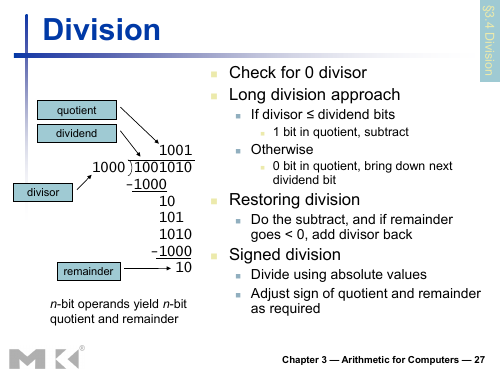 Division
§3.4 Division
quotient
dividend
1001
1000 )1001010
divisor
–1000
10
101
1010
–1000
remainder
10
n-bit operands yield n-bit
quotient and remainder
Check for 0 divisor
Long division approach
If divisor ≤ dividend bits
1 bit in quotient, subtract
Otherwise
0 bit in quotient, bring down next
dividend bit
Restoring division
Do the subtract, and if remainder
goes < 0, add divisor back
Signed division
Divide using absolute values
Adjust sign of quotient and remainder
as required
MK®
Chapter 3 — Arithmetic for Computers — 27